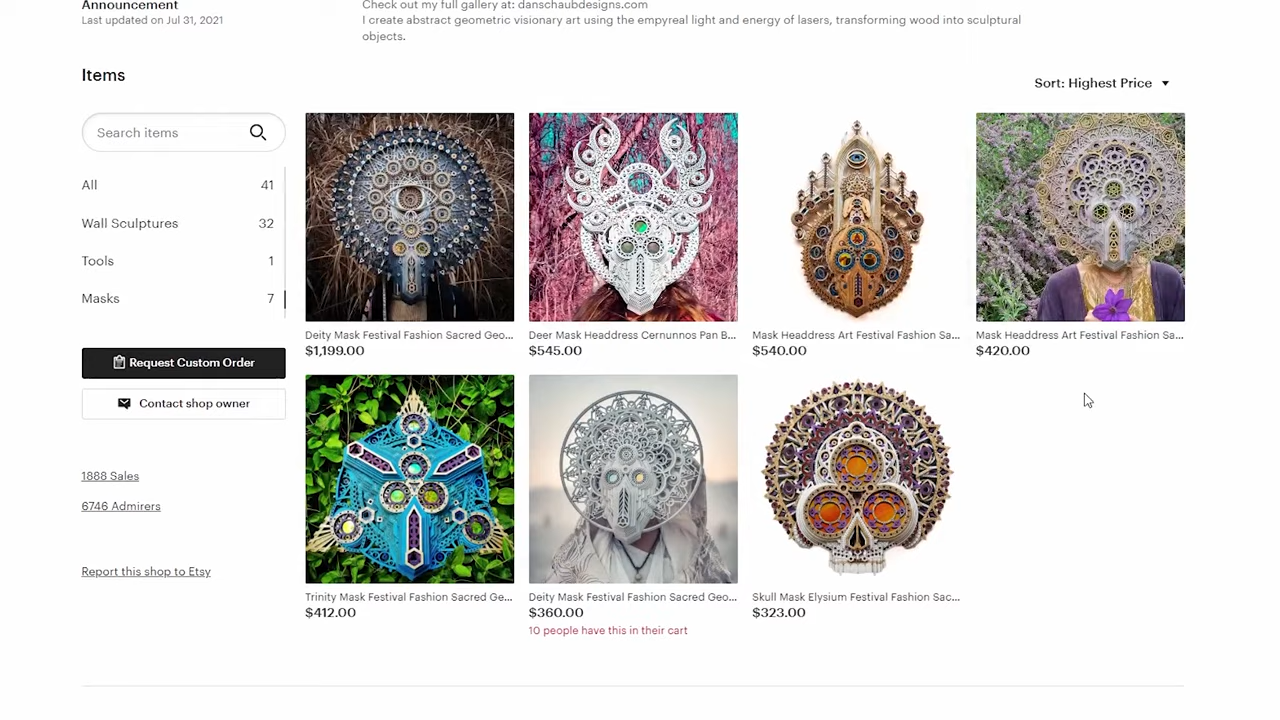 Announcement
Last updated on Jul 31, 2021
Check out my full gallery at: danschaubdesigns.com
I create abstract geometric visionary art using the empyreal light and energy of lasers, transforming wood into sculptural
objects.
Items
Sort: Highest Price
Search items
All 41
Wall Sculptures 32
Tools 1
Masks 7
Request Custom Order
Contact shop owner
1888 Sales
6746 Admirers
Report this shop to Etsy
Deity Mask Festival Fashion Sacred Geo...
$1,199.00
Deer Mask Headdress Cernunnos Pan B...
$545.00
Mask Headdress Art Festival Fashion Sa...
$540.00
Mask Headdress Art Festival Fashion Sa...
$420.00
Trinity Mask Festival Fashion Sacred Ge...
$412.00
Deity Mask Festival Fashion Sacred Geo...
$360.00
10 people have this in their cart
Skull Mask Elysium Festival Fashion Sac...
$323.00